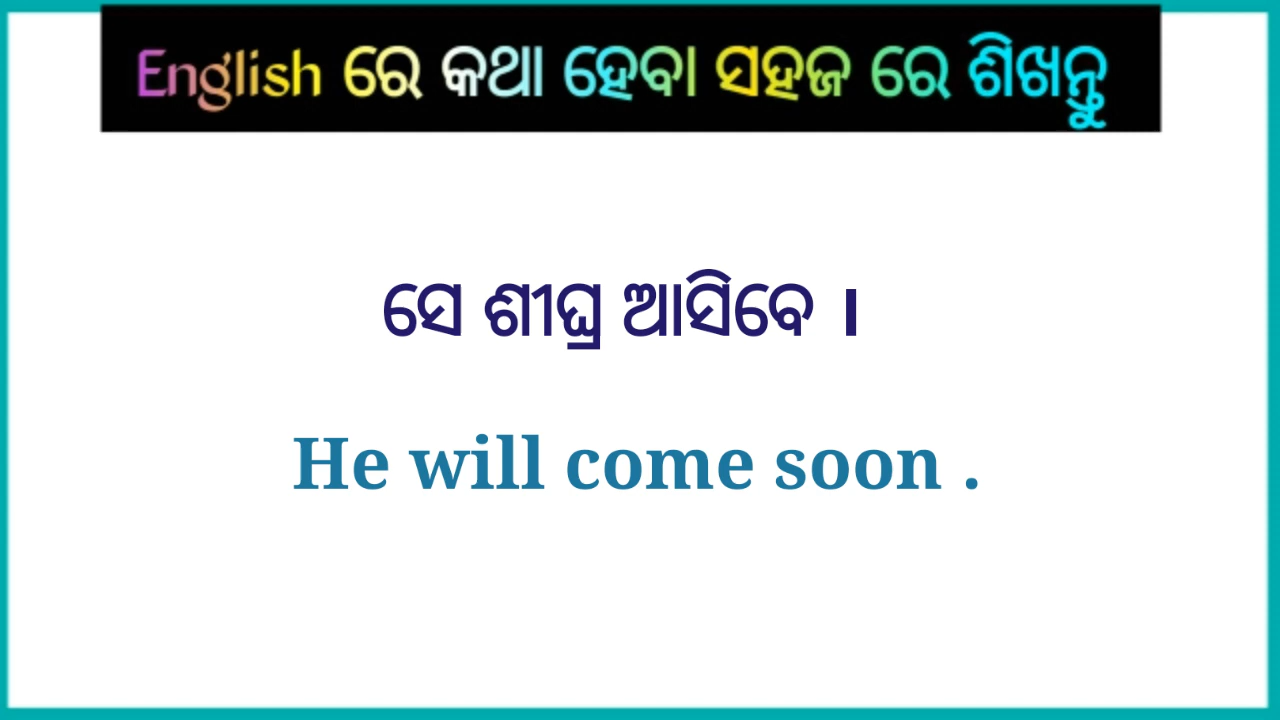 English ରେ କଥା ହେବା ସହଜ ରେ ଶିଖନ୍ତୁ
ସେ ଶୀଘ୍ର ଆସିବେ ।
He will come soon .